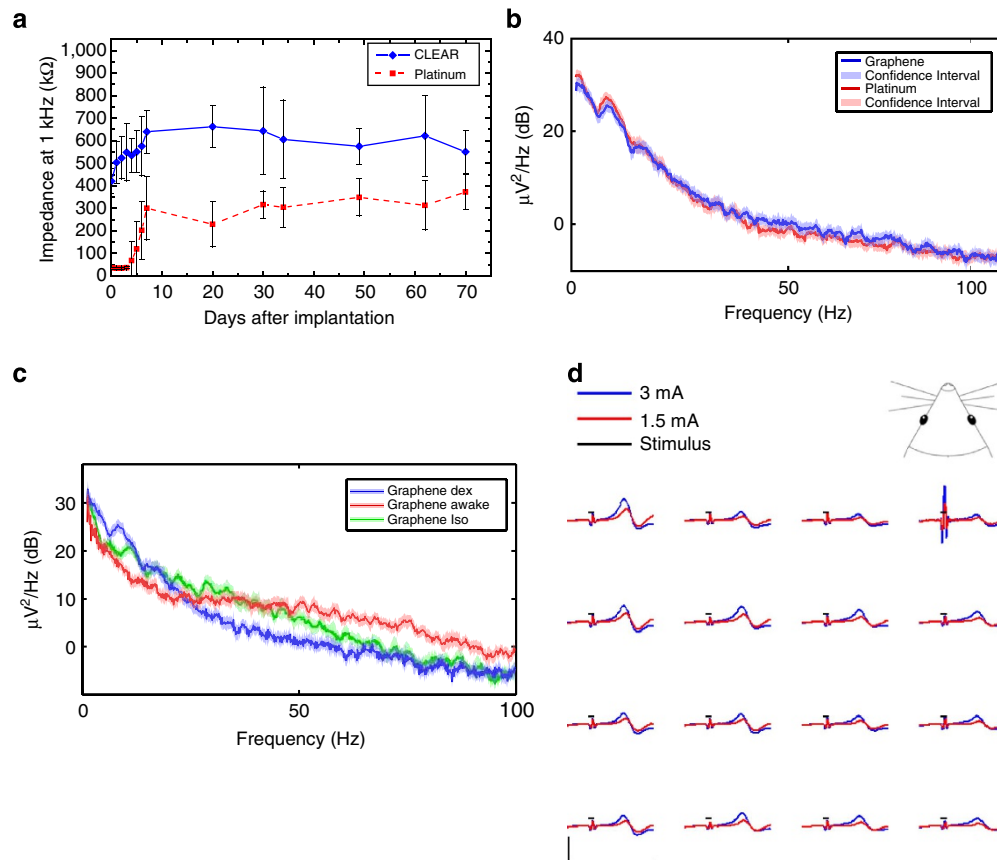 a
Impedance at 1 kHz (kΩ)
1,000
900
800
700
600
500
400
300
200
100
0
CLEAR
Platinum
0 10 20 30 40 50 60 70
Days after implantation
b
µV²/Hz (dB)
40
20
0
Graphene
Confidence Interval
Platinum
Confidence Interval
0 50 100
Frequency (Hz)
c
µV²/Hz (dB)
30
20
10
0
Graphene dex
Graphene awake
Graphene Iso
0 50 100
Frequency (Hz)
d
3 mA
1.5 mA
Stimulus